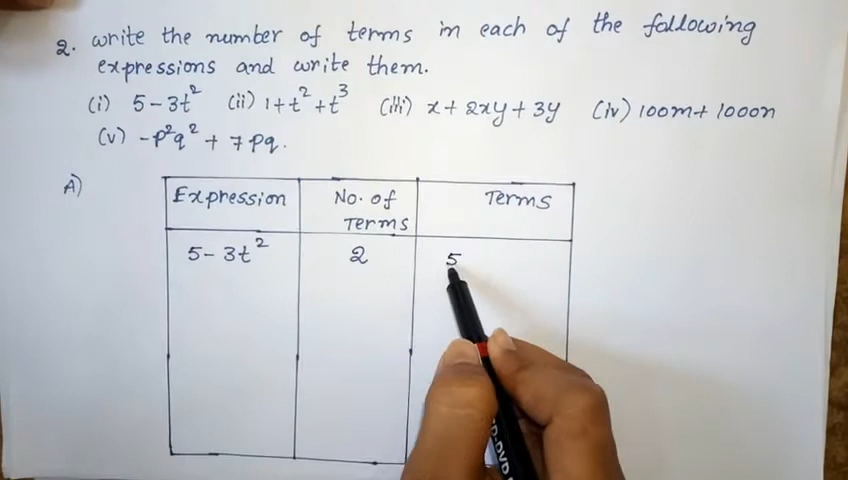 2. write the number of terms in each of the following
expressions and write them.
(i) 5-3t² (ii) 1+t²+t³ (iii) x+2xy+3y (iv) 100m+1000n
(v) -p²q²+7pq.
A)
Expression No. of Terms Terms
5-3t² 2 5